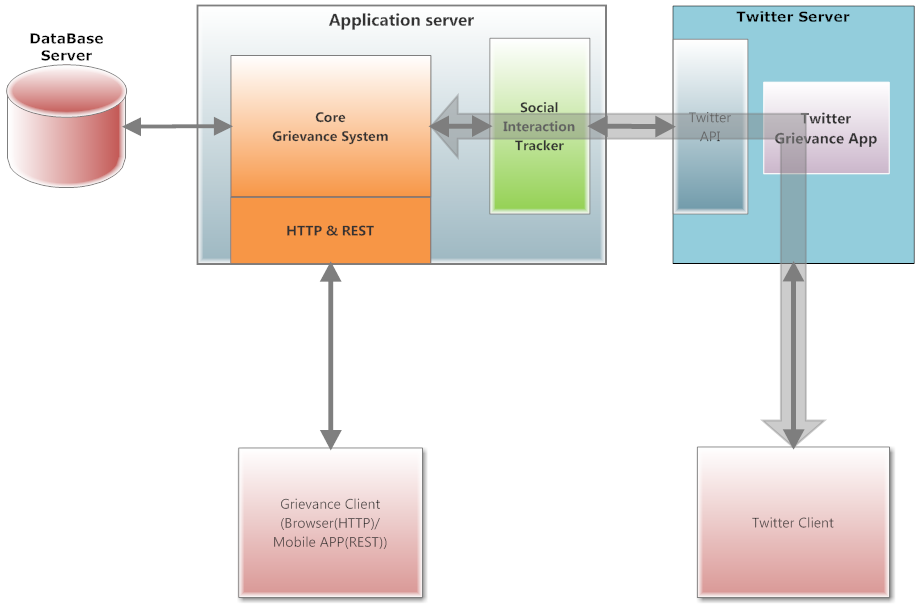 Application server
Twitter Server
DataBase
Server
Core
Grievance System
Social
Interaction
Tracker
Twitter
API
Twitter
Grievance App
HTTP & REST
Grievance Client
(Browser(HTTP)/
Mobile APP(REST))
Twitter Client